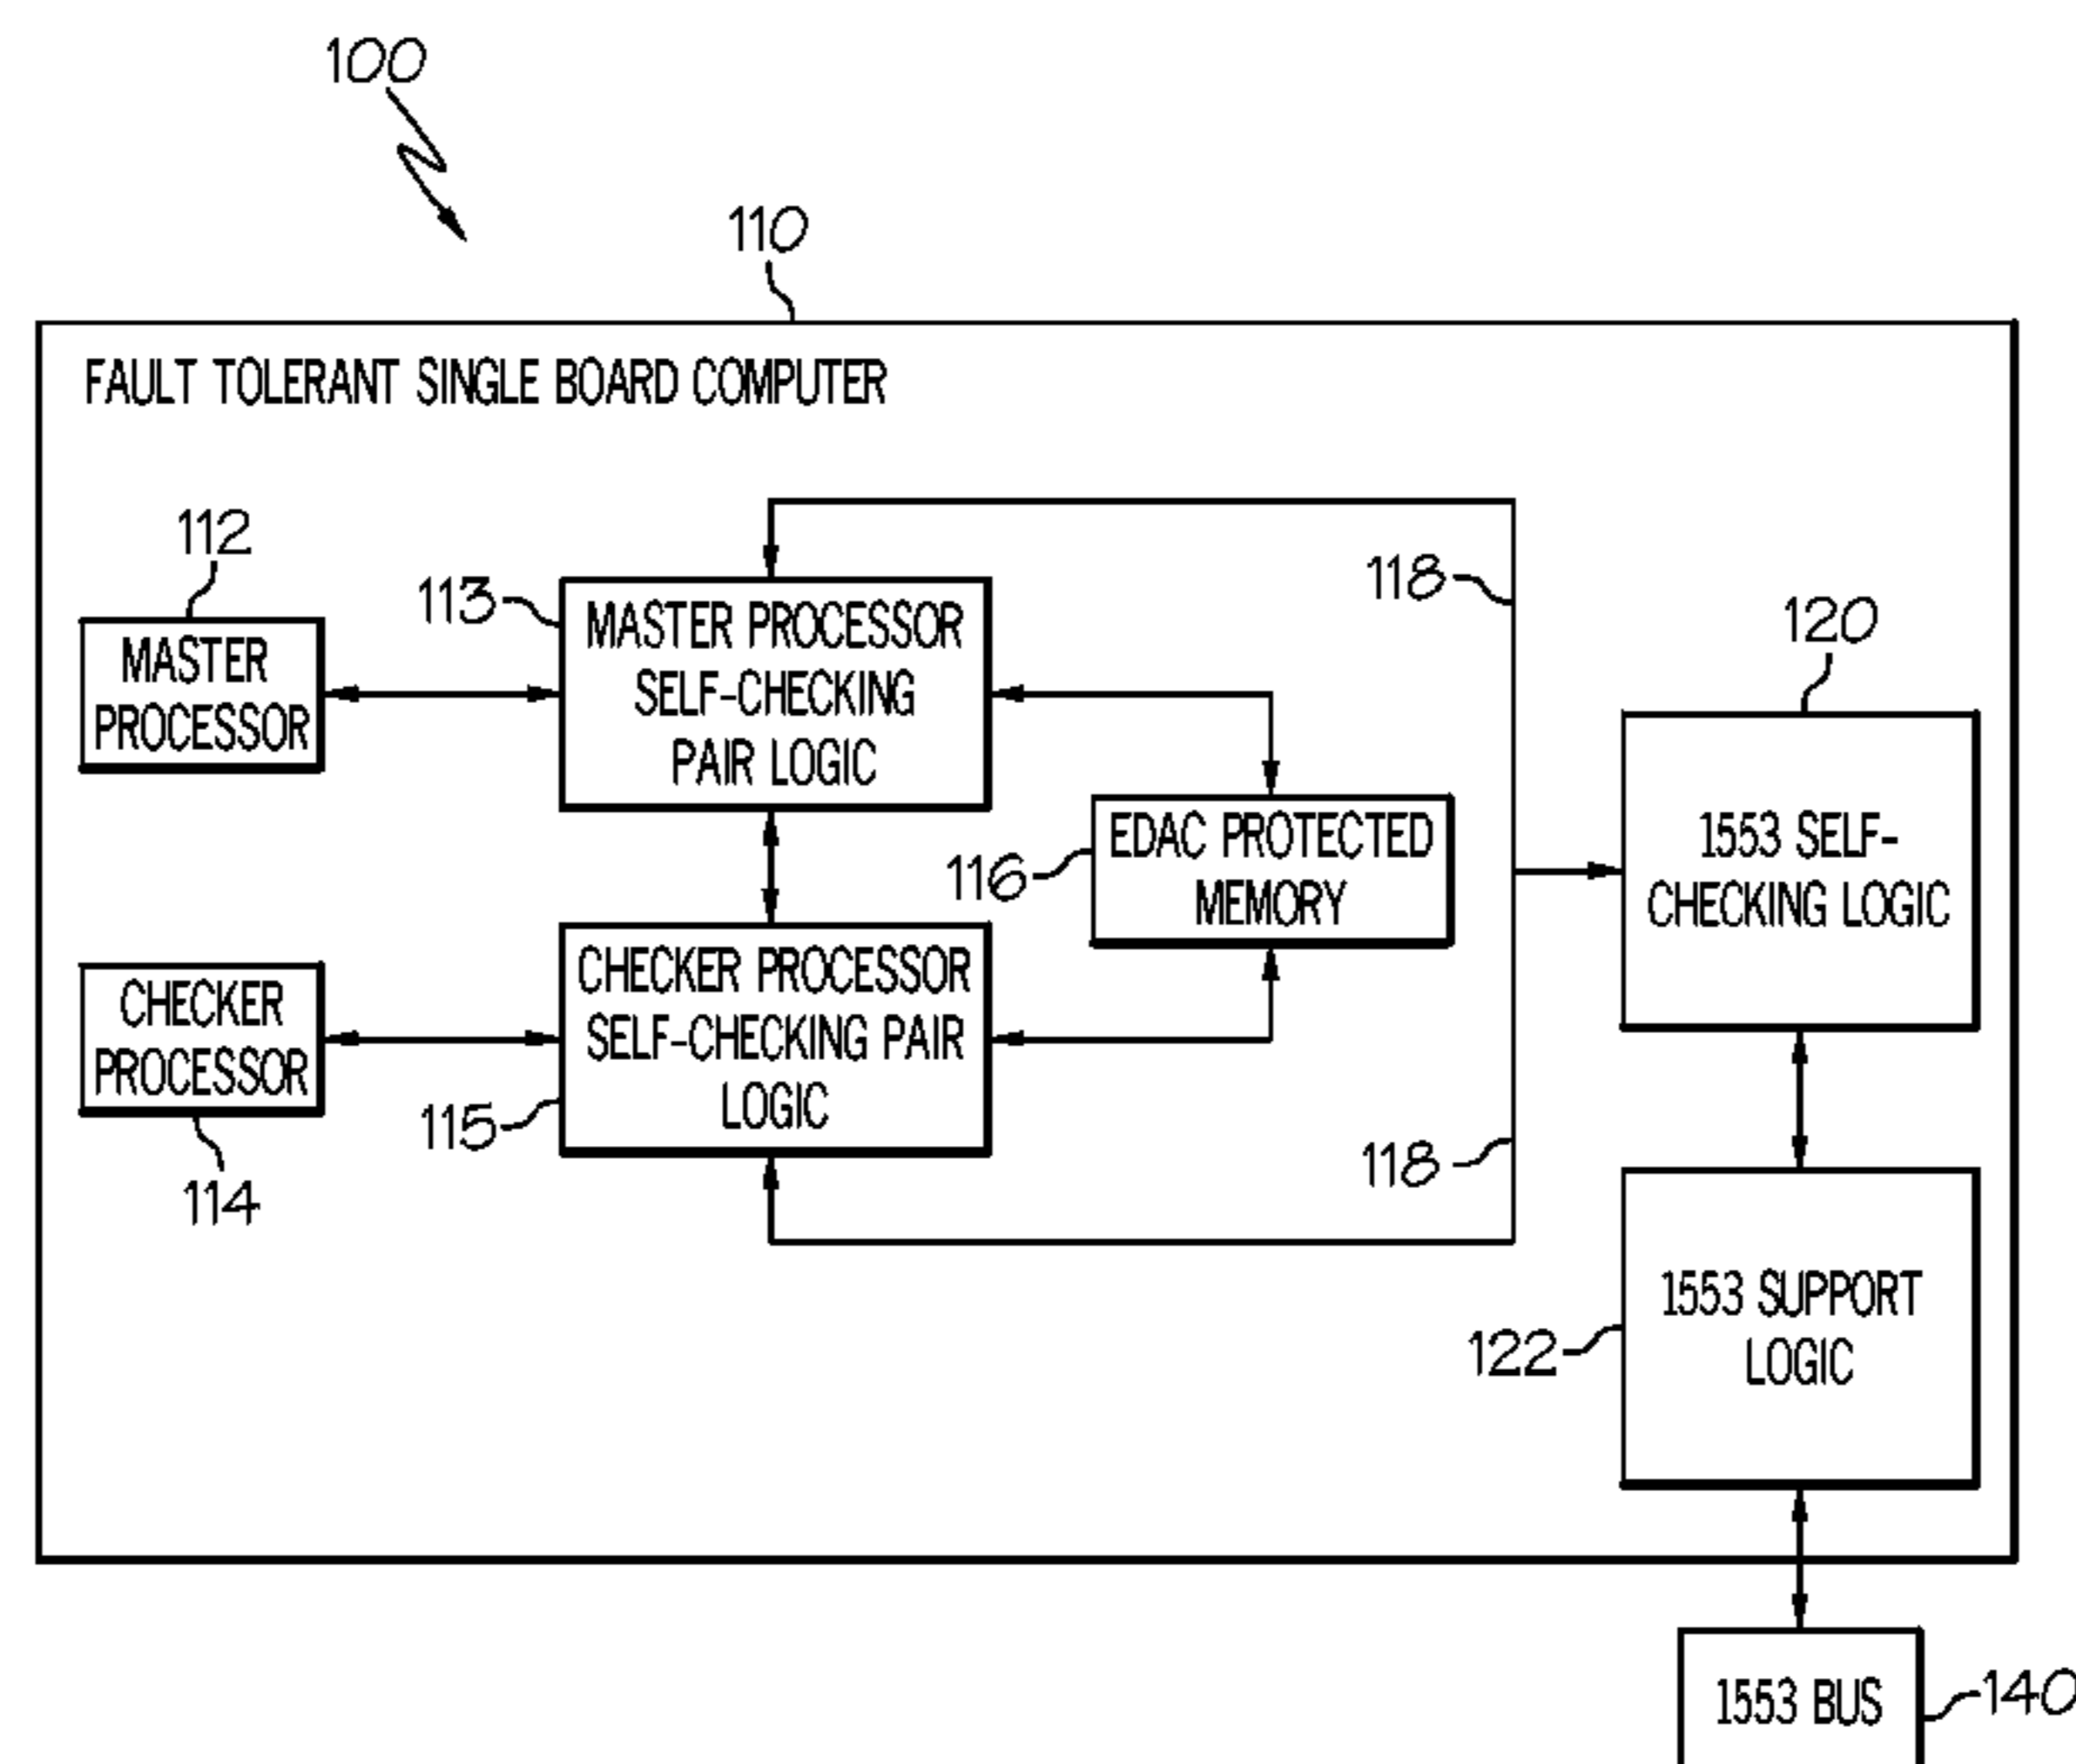 100
110
FAULT TOLERANT SINGLE BOARD COMPUTER
112
MASTER
PROCESSOR
113
MASTER PROCESSOR
SELF-CHECKING
PAIR LOGIC
118
120
1553 SELF-
CHECKING LOGIC
116
EDAC PROTECTED
MEMORY
CHECKER
PROCESSOR
114
CHECKER PROCESSOR
SELF-CHECKING PAIR
LOGIC
115
118
122
1553 SUPPORT
LOGIC
1553 BUS
140